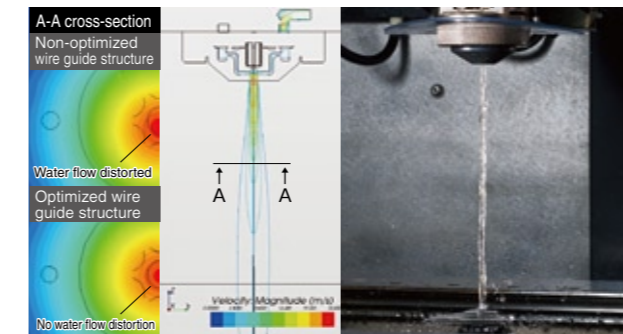 A-A cross-section
Non-optimized
wire guide structure
Water flow distorted
Optimized wire
guide structure
No water flow distortion
A
A
Velocity: Magnitude (m/s)